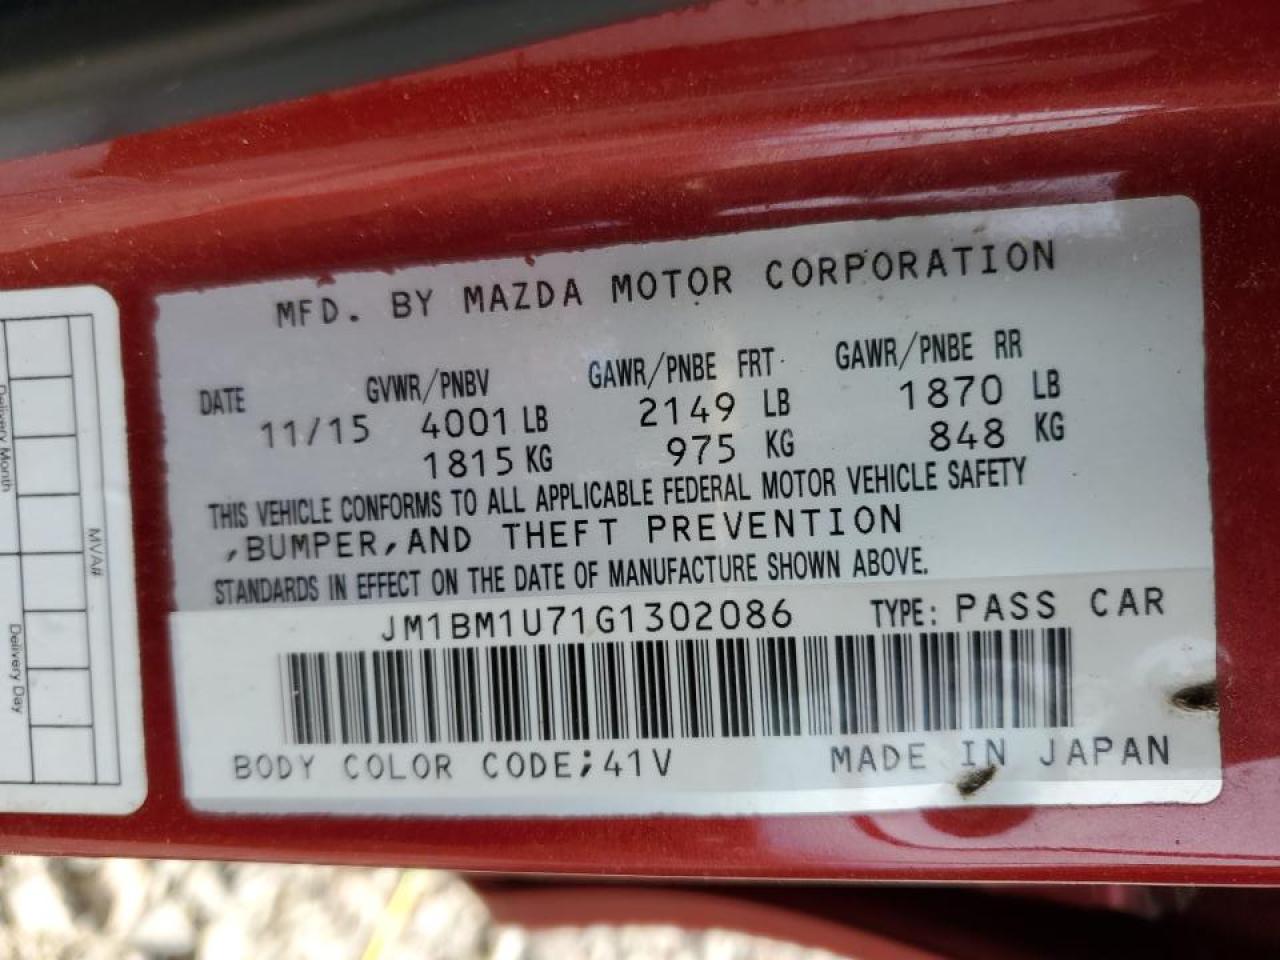 MFD. BY MAZDA MOTOR CORPORATION
DATE GVWR/PNBV GAWR/PNBE FRT GAWR/PNBE RR
11/15 4001 LB 2149 LB 1870 LB
1815 KG 975 KG 848 KG
THIS VEHICLE CONFORMS TO ALL APPLICABLE FEDERAL MOTOR VEHICLE SAFETY
,BUMPER,AND THEFT PREVENTION
STANDARDS IN EFFECT ON THE DATE OF MANUFACTURE SHOWN ABOVE.
JM1BM1U71G1302086 TYPE: PASS CAR
BODY COLOR CODE;41V MADE IN JAPAN
Delivery Month
MVA#
Delivery Day